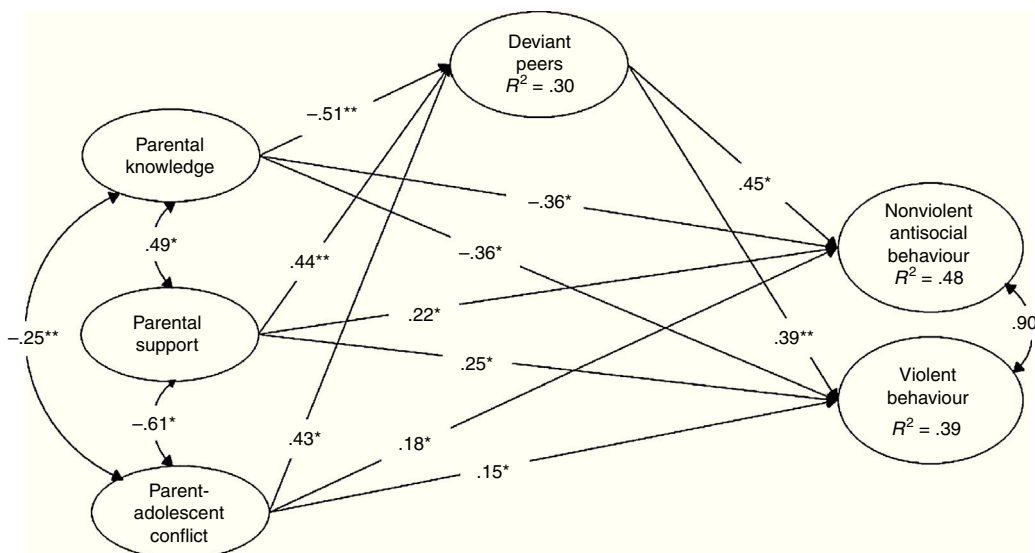 Deviant
peers
R² = .30
–.51**
Parental
knowledge
.45*
–.36*
Nonviolent
antisocial
behaviour
R² = .48
.49*
–.36*
.44**
.22*
–.25**
Parental
support
.39**
.90
.25*
Violent
behaviour
R² = .39
–.61*
.43*
.18*
.15*
Parent-
adolescent
conflict